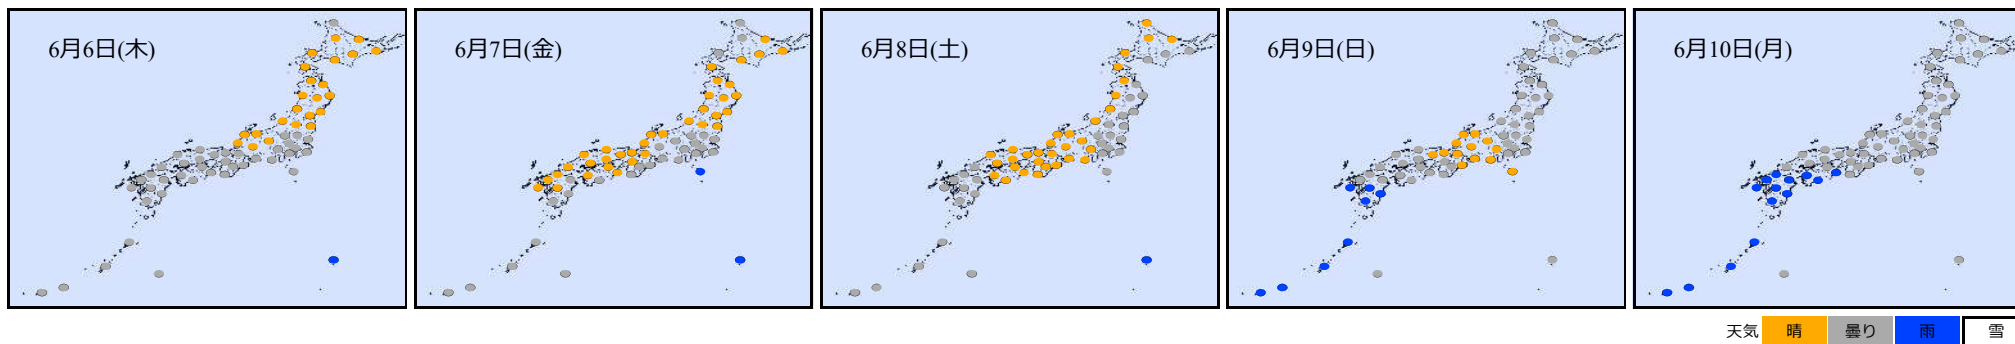 6月6日(木)
6月7日(金)
6月8日(土)
6月9日(日)
6月10日(月)
天気 晴 曇り 雨 雪